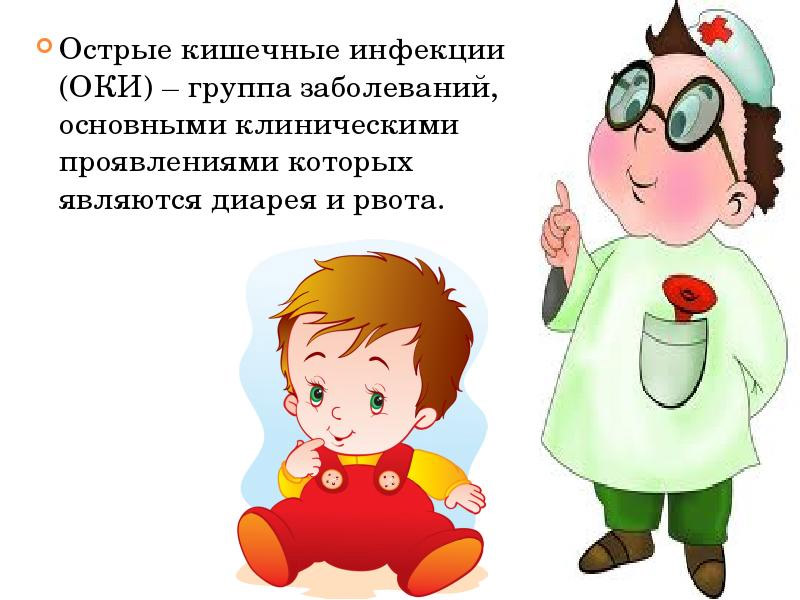 Острые кишечные инфекции
(ОКИ) – группа заболеваний,
основными клиническими
проявлениями которых
являются диарея и рвота.